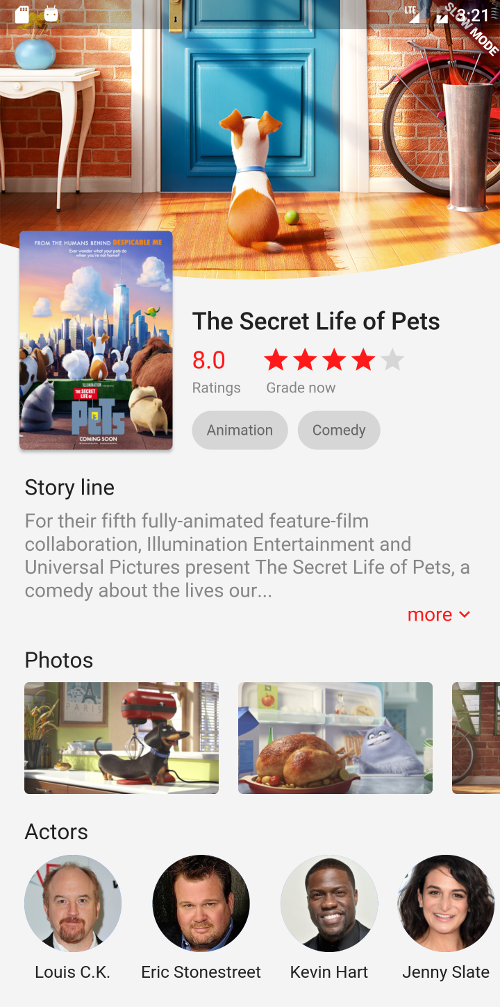 LTE
3:21
SLOW MODE
FROM THE HUMANS BEHIND DESPICABLE ME
Ever wonder what your pets do
when you're not home?
ILLUMINATION
THE SECRET
LIFE OF
PETS
COMING SOON
The Secret Life of Pets
8.0
Ratings
Grade now
Animation
Comedy
Story line
For their fifth fully-animated feature-film
collaboration, Illumination Entertainment and
Universal Pictures present The Secret Life of Pets, a
comedy about the lives our...
more
Photos
PARIS
Actors
Louis C.K.
Eric Stonestreet
Kevin Hart
Jenny Slate